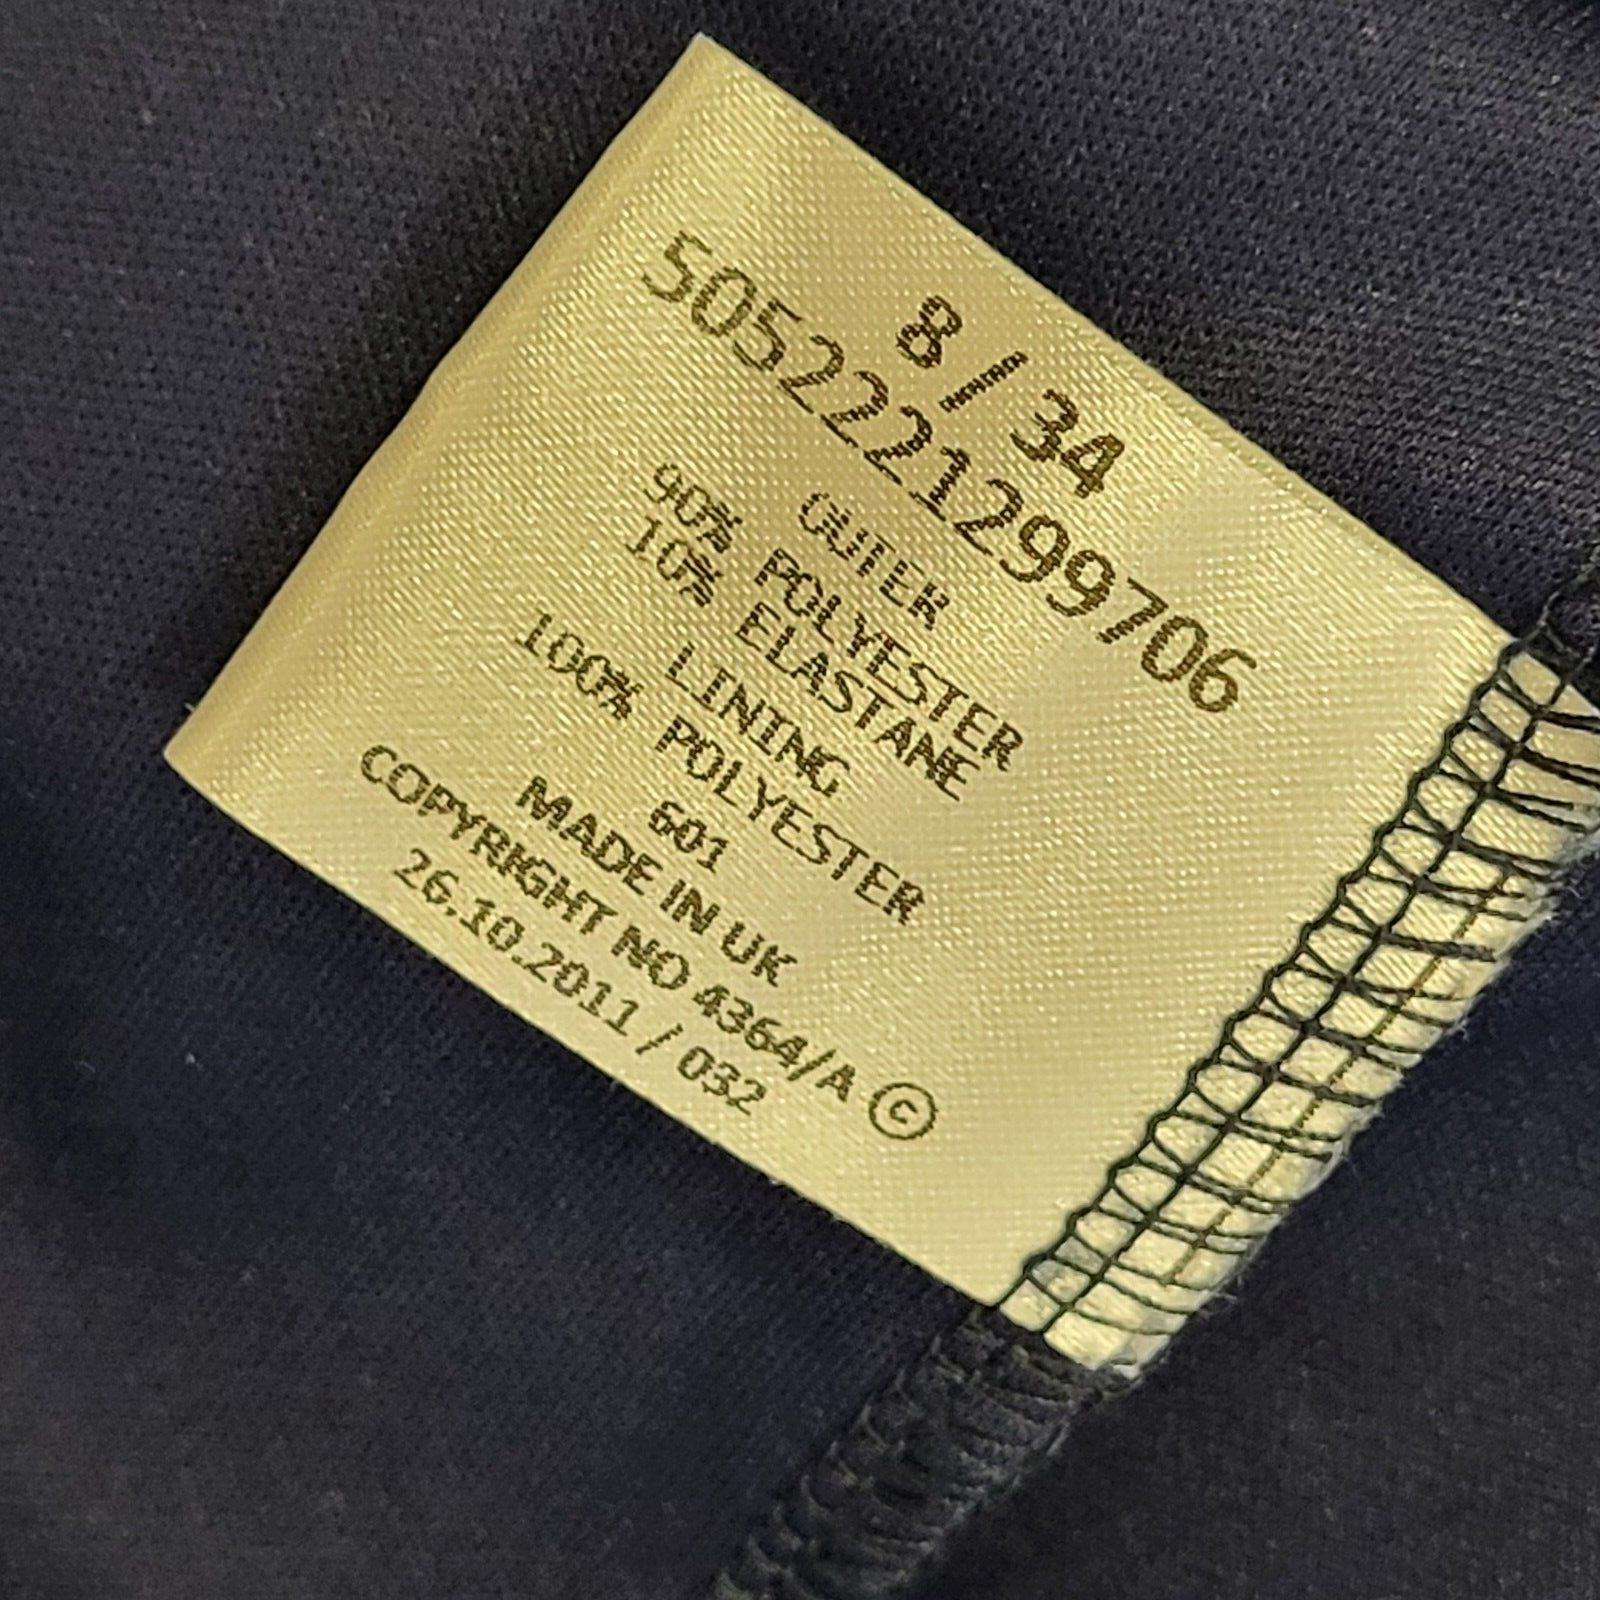 8 / 34
5052221299706
OUTER
90% POLYESTER
10% ELASTANE
LINING
100% POLYESTER
601
MADE IN UK
COPYRIGHT NO 4364/A ©
26.10.2011 / 032